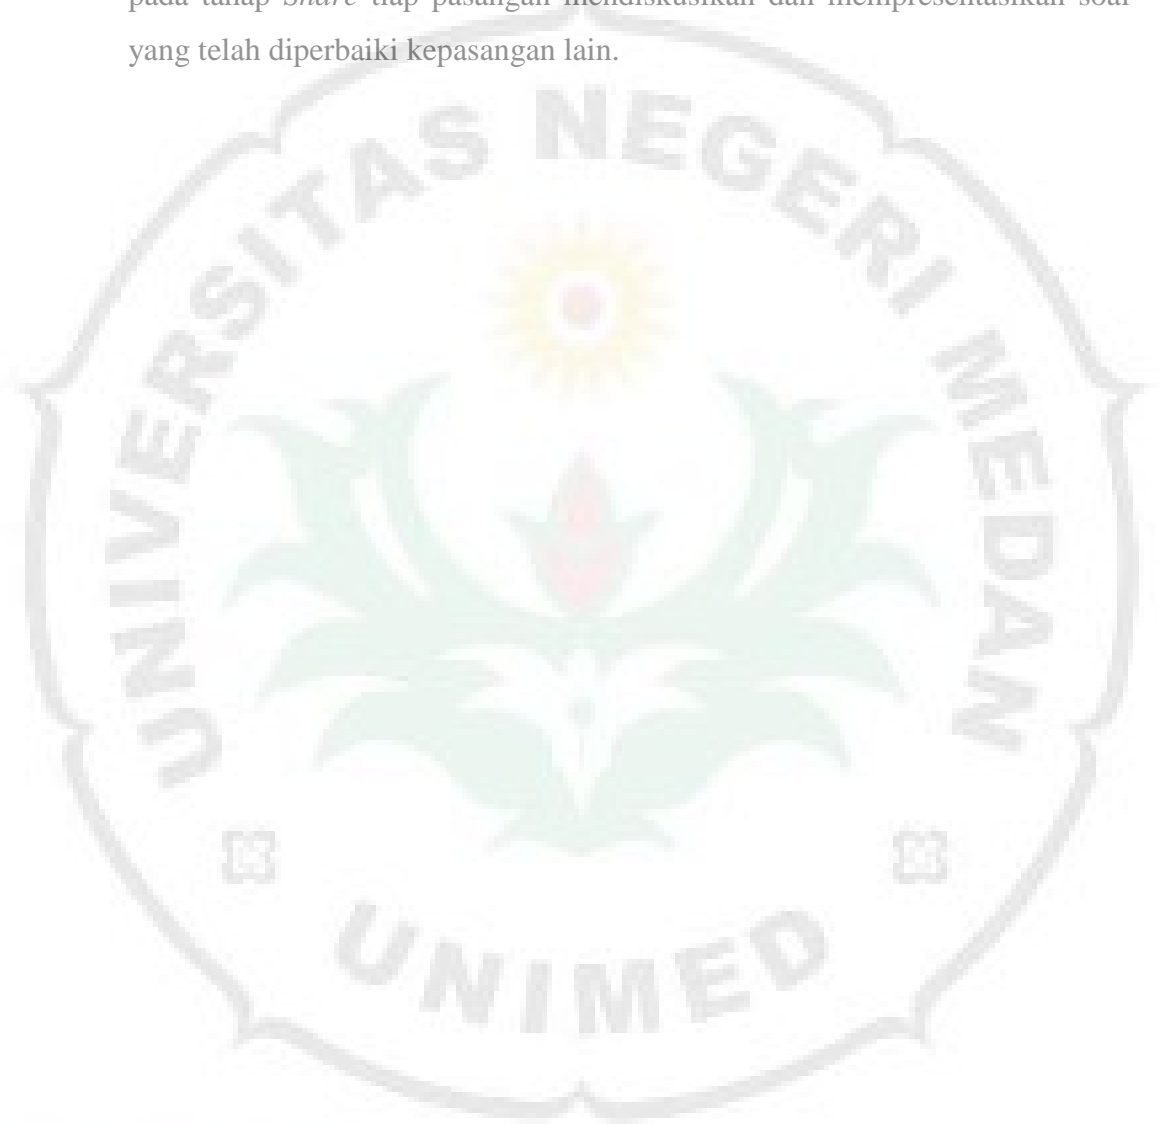 pada tahap Share tiap pasangan mendiskusikan dan mempresentasikan soal
yang telah diperbaiki kepasangan lain.
UNIVERSITAS NEGERI MEDAN
UNIMED